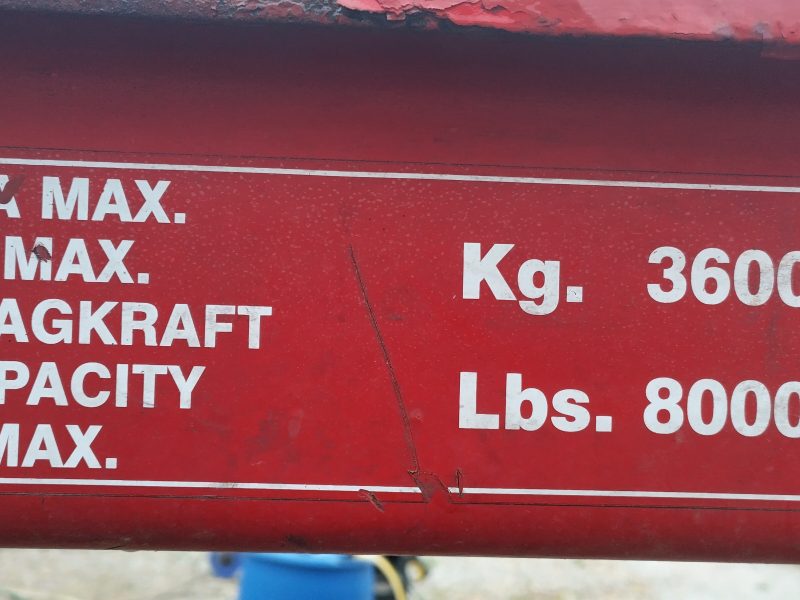 A MAX.
MAX.
AGKRAFT
PACITY
MAX.
Kg. 3600
Lbs. 8000